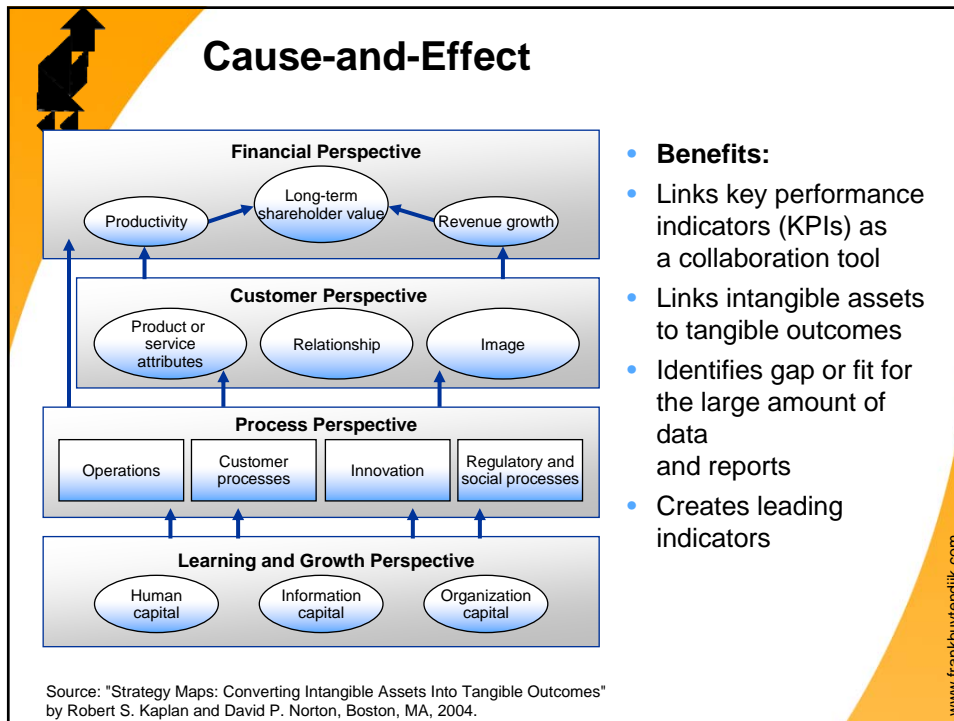 Cause-and-Effect
Financial Perspective
Long-term
shareholder value
Productivity
Revenue growth
Customer Perspective
Product or
service
attributes
Relationship
Image
Process Perspective
Operations
Customer
processes
Innovation
Regulatory and
social processes
Learning and Growth Perspective
Human
capital
Information
capital
Organization
capital
Source: "Strategy Maps: Converting Intangible Assets Into Tangible Outcomes"
by Robert S. Kaplan and David P. Norton, Boston, MA, 2004.
• Benefits:
• Links key performance
indicators (KPIs) as
a collaboration tool
• Links intangible assets
to tangible outcomes
• Identifies gap or fit for
the large amount of
data
and reports
• Creates leading
indicators
www.frankbuytendijk.com